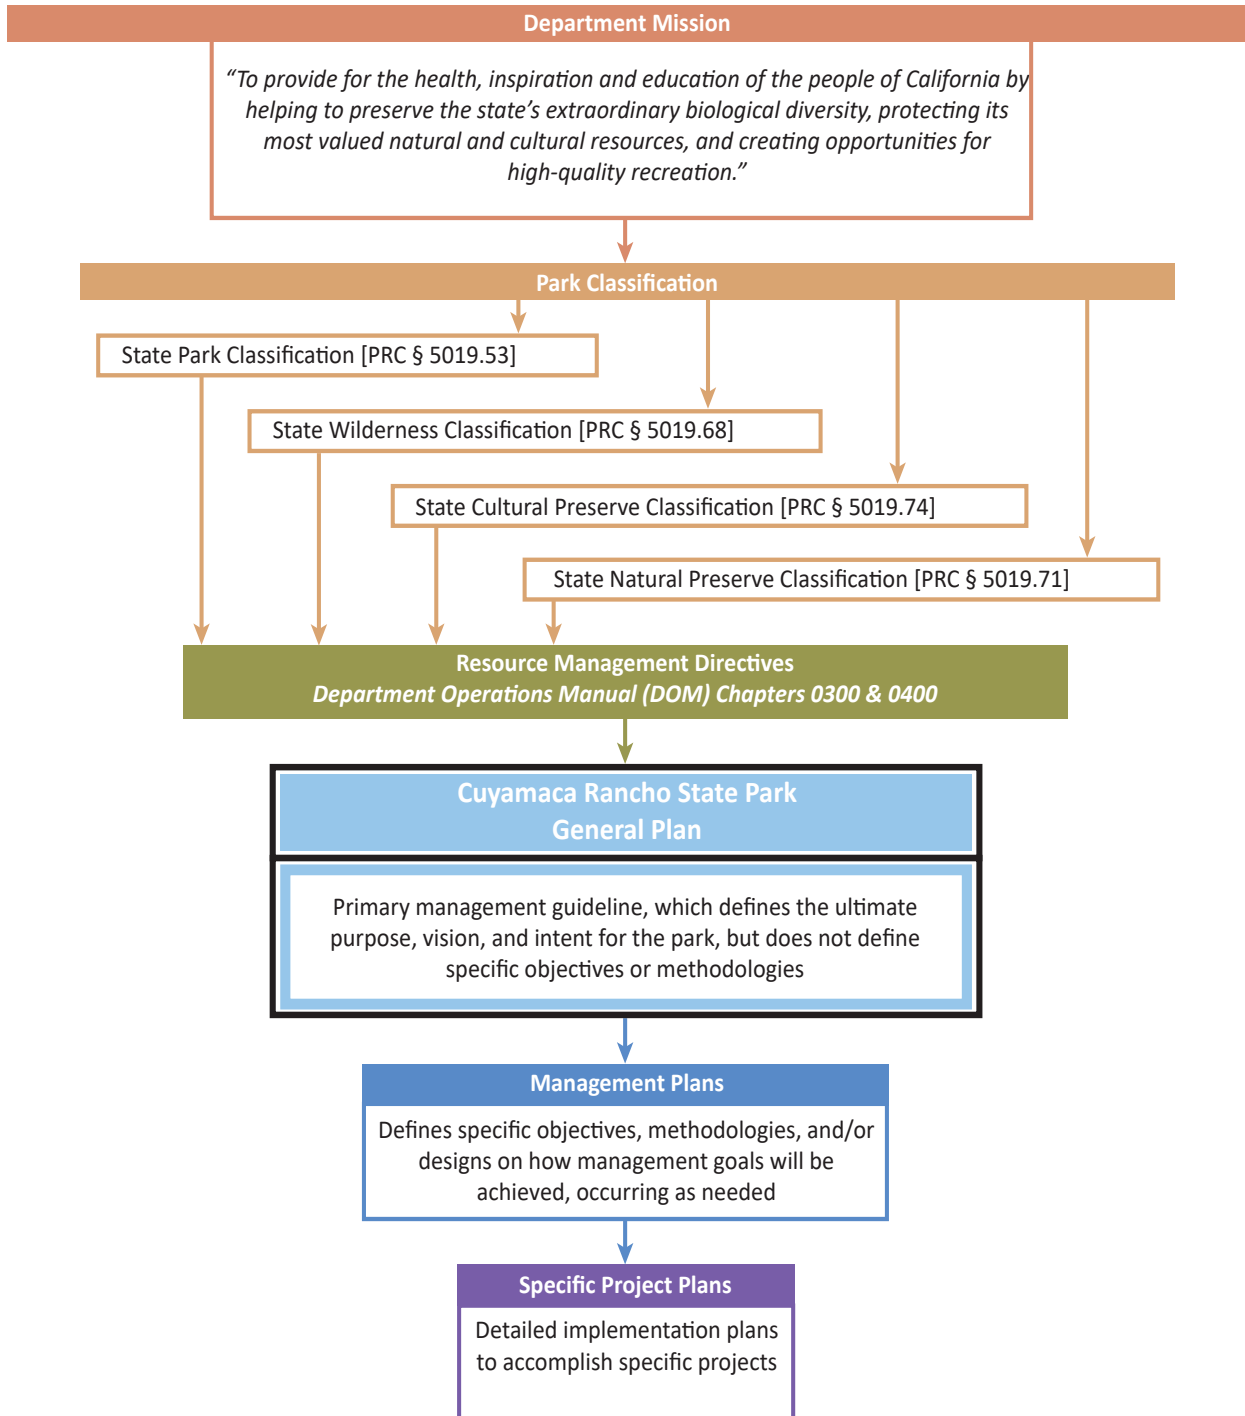 Department Mission
“To provide for the health, inspiration and education of the people of California by
helping to preserve the state’s extraordinary biological diversity, protecting its
most valued natural and cultural resources, and creating opportunities for
high-quality recreation.”
Park Classification
State Park Classification [PRC § 5019.53]
State Wilderness Classification [PRC § 5019.68]
State Cultural Preserve Classification [PRC § 5019.74]
State Natural Preserve Classification [PRC § 5019.71]
Resource Management Directives
Department Operations Manual (DOM) Chapters 0300 & 0400
Cuyamaca Rancho State Park
General Plan
Primary management guideline, which defines the ultimate
purpose, vision, and intent for the park, but does not define
specific objectives or methodologies
Management Plans
Defines specific objectives, methodologies, and/or
designs on how management goals will be
achieved, occurring as needed
Specific Project Plans
Detailed implementation plans
to accomplish specific projects